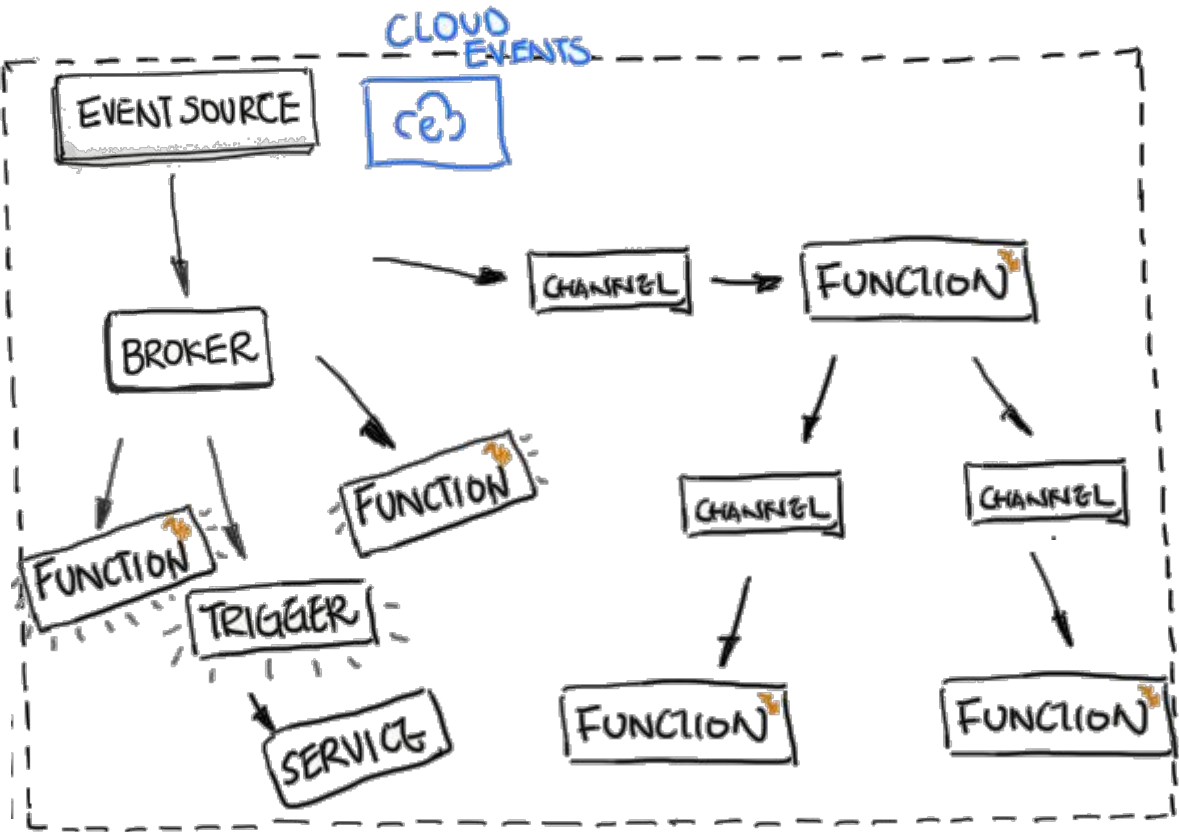 CLOUD
EVENTS
EVENT SOURCE
ce
CHANNEL
FUNCTION
BROKER
FUNCTION
CHANNEL
CHANNEL
FUNCTION
TRIGGER
SERVICE
FUNCTION
FUNCTION